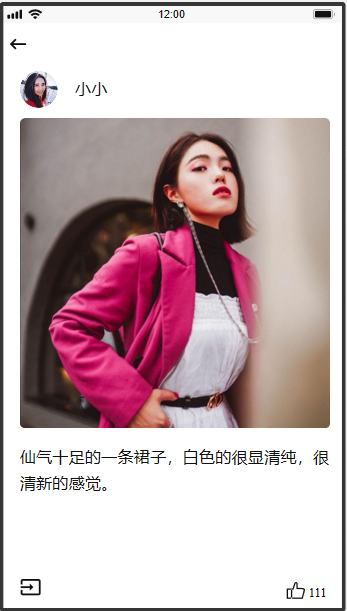 12:00
小小
仙气十足的一条裙子，白色的很显清纯，很
清新的感觉。
111